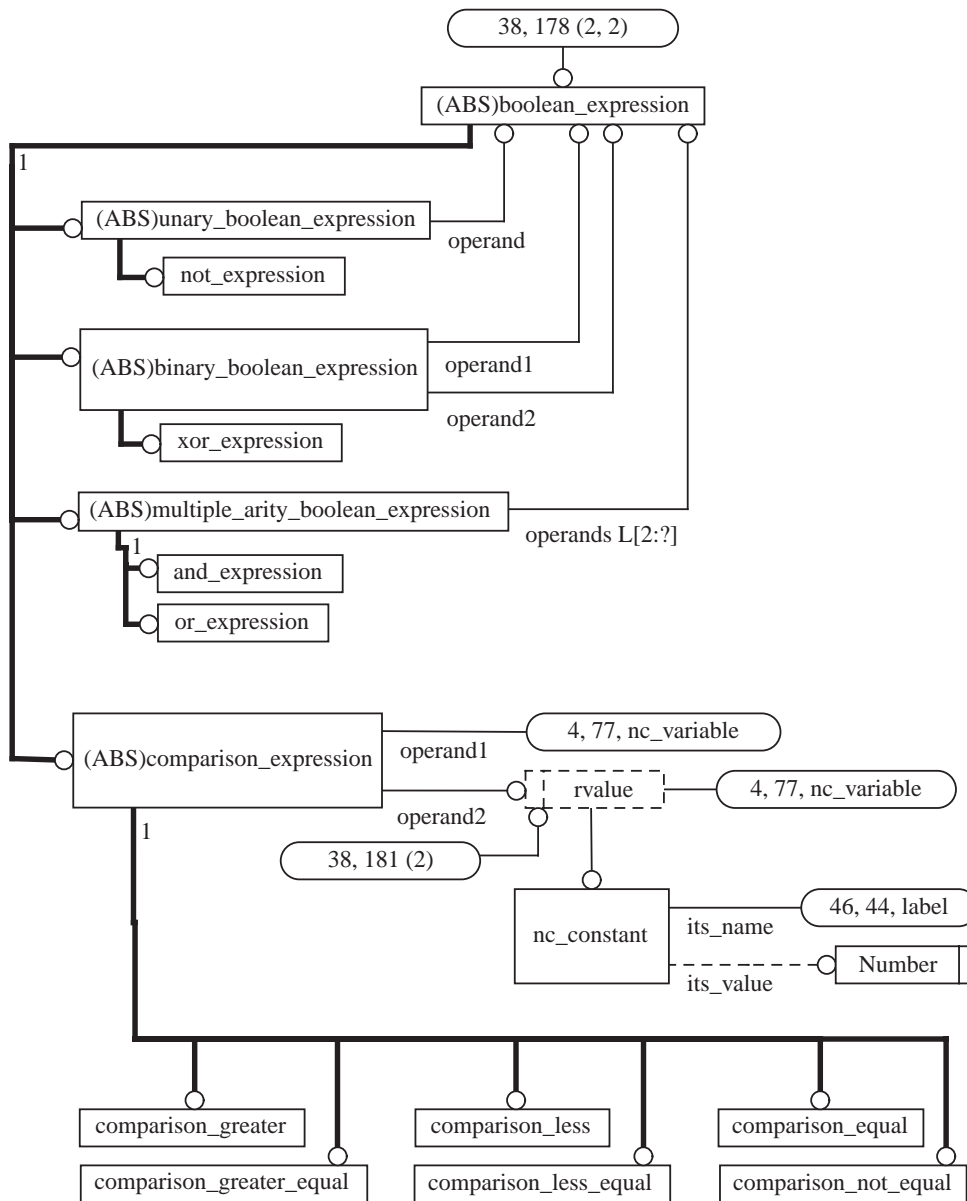 38, 178 (2, 2)
(ABS)boolean_expression
1
(ABS)unary_boolean_expression
operand
not_expression
(ABS)binary_boolean_expression
operand1
operand2
xor_expression
(ABS)multiple_arity_boolean_expression
operands L[2:?]
1
and_expression
or_expression
(ABS)comparison_expression
operand1
4, 77, nc_variable
rvalue
4, 77, nc_variable
operand2
1
38, 181 (2)
nc_constant
46, 44, label
its_name
Number
its_value
comparison_greater
comparison_less
comparison_equal
comparison_greater_equal
comparison_less_equal
comparison_not_equal